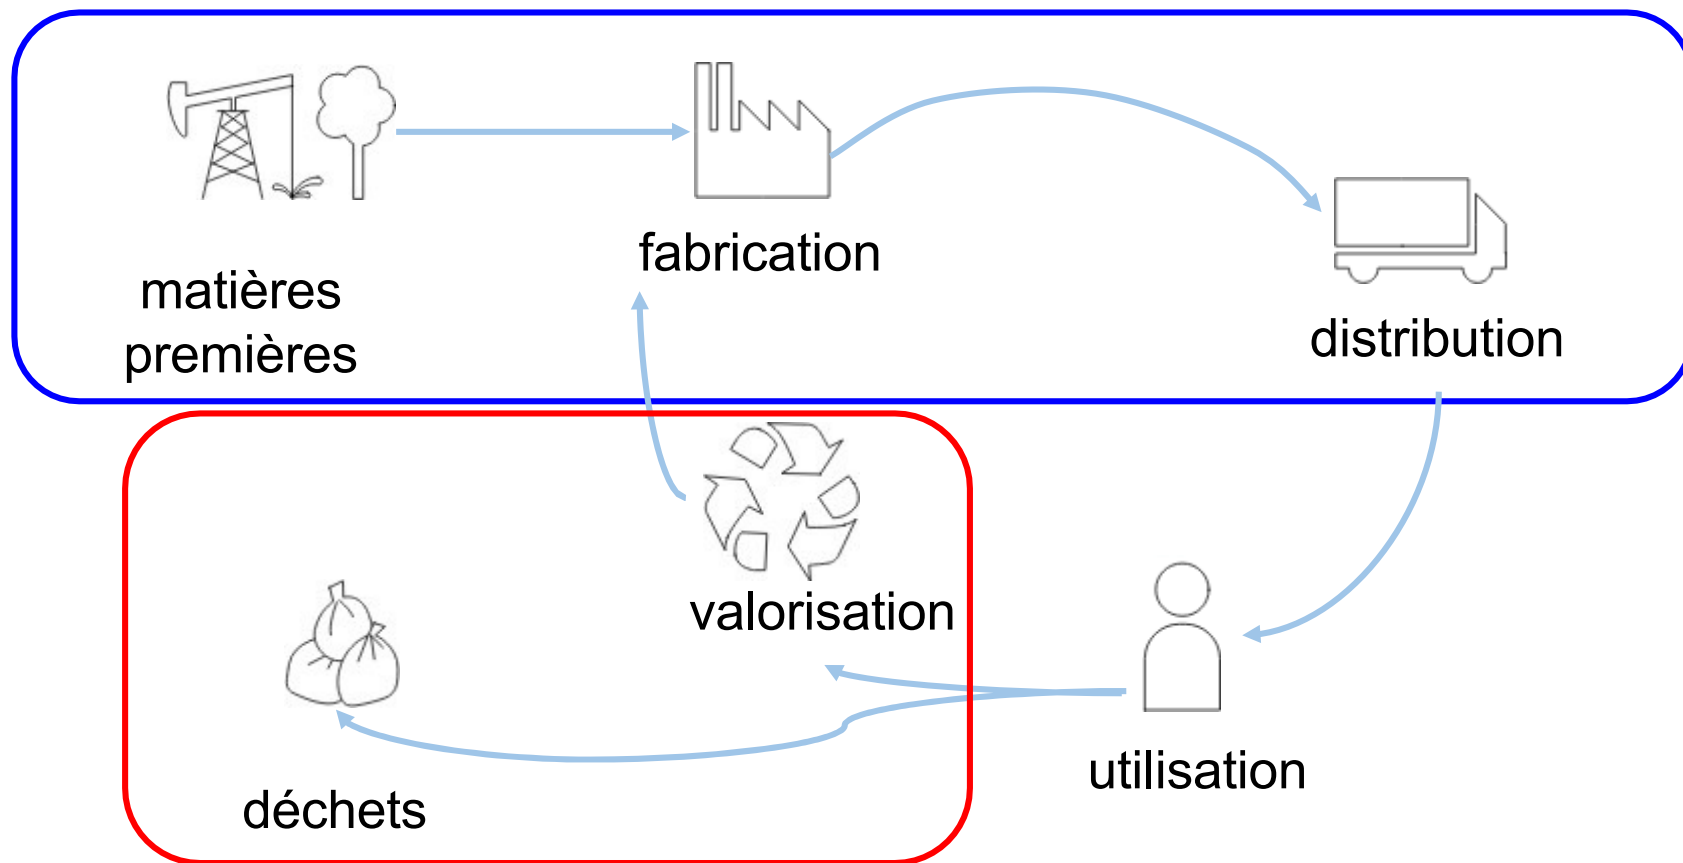 fabrication
matières
premières
distribution
valorisation
utilisation
déchets